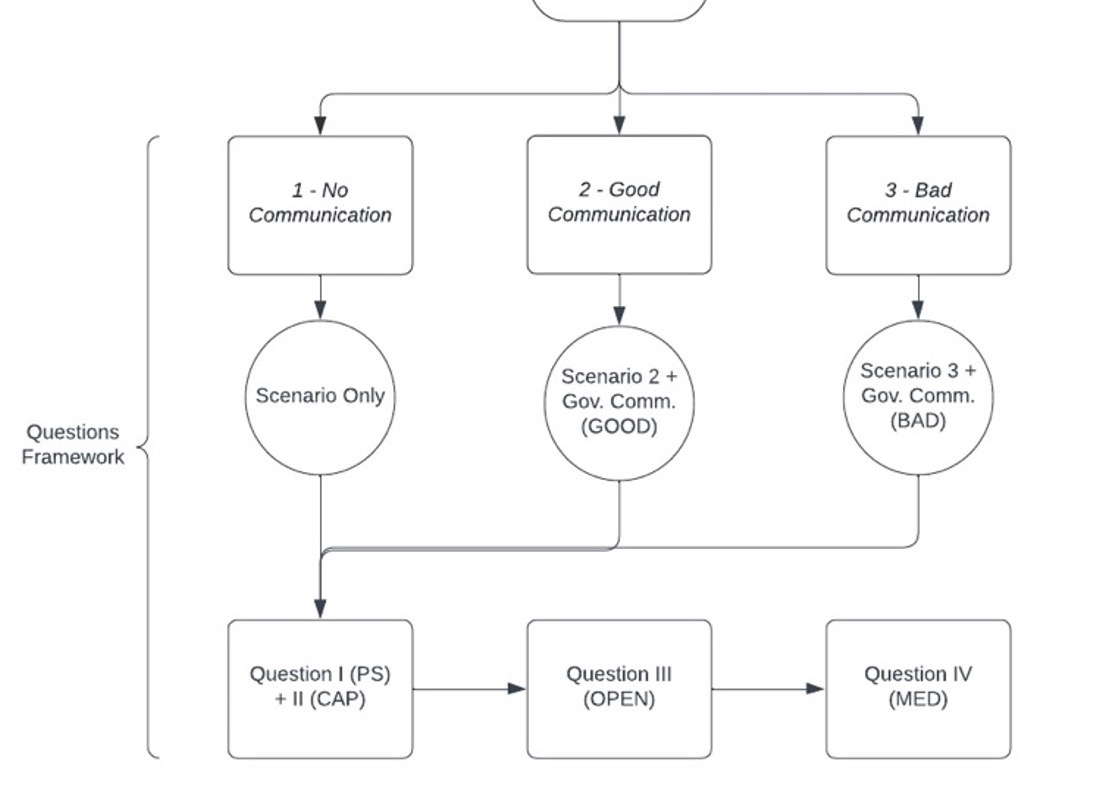 1 - No
Communication
2 - Good
Communication
3 - Bad
Communication
Scenario Only
Scenario 2 +
Gov. Comm.
(GOOD)
Scenario 3 +
Gov. Comm.
(BAD)
Questions
Framework
Question I (PS)
+ II (CAP)
Question III
(OPEN)
Question IV
(MED)